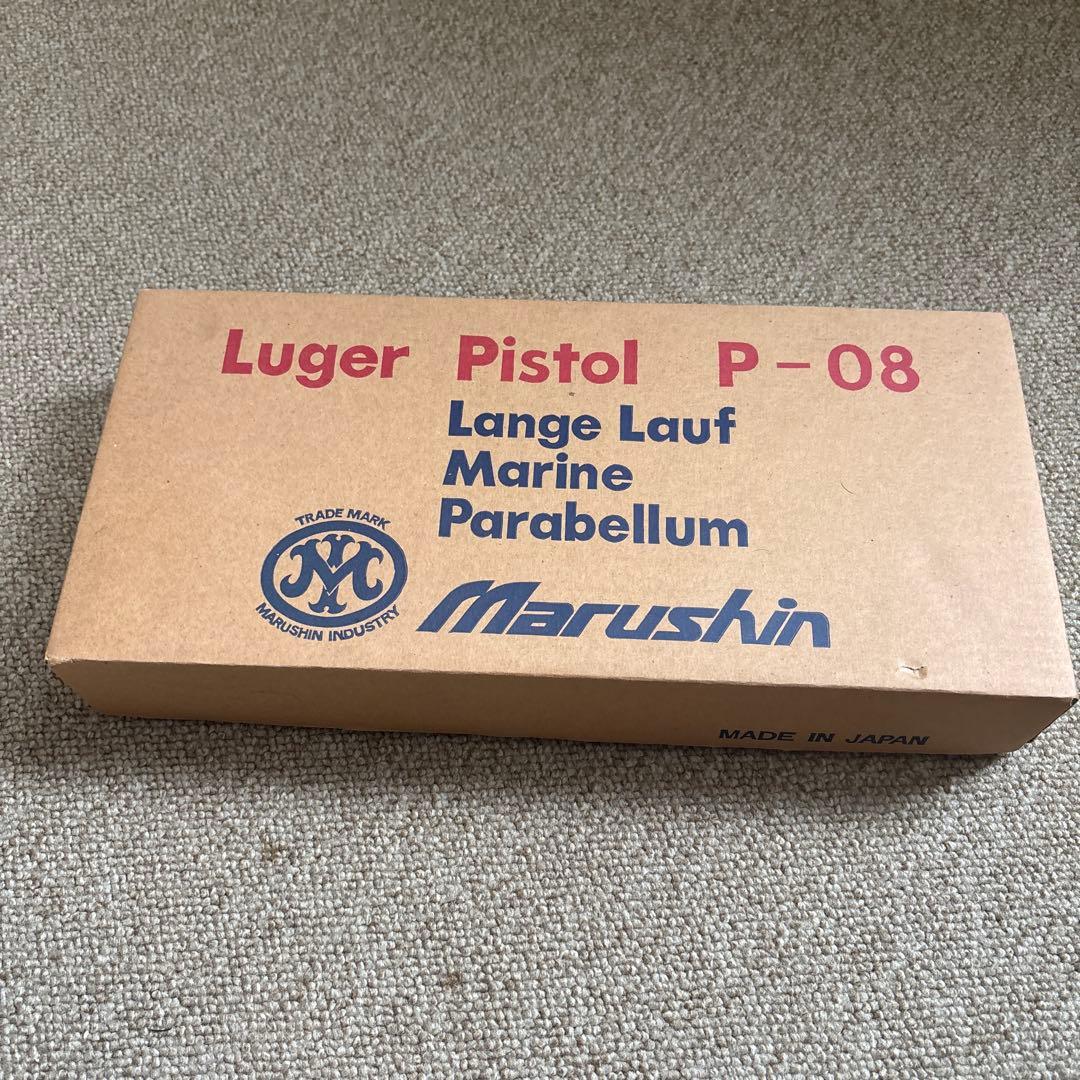 Luger Pistol P-08
Lange Lauf
Marine
Parabellum
TRADE MARK
M
MARUSHIN INDUSTRY
Marushin
MADE IN JAPAN